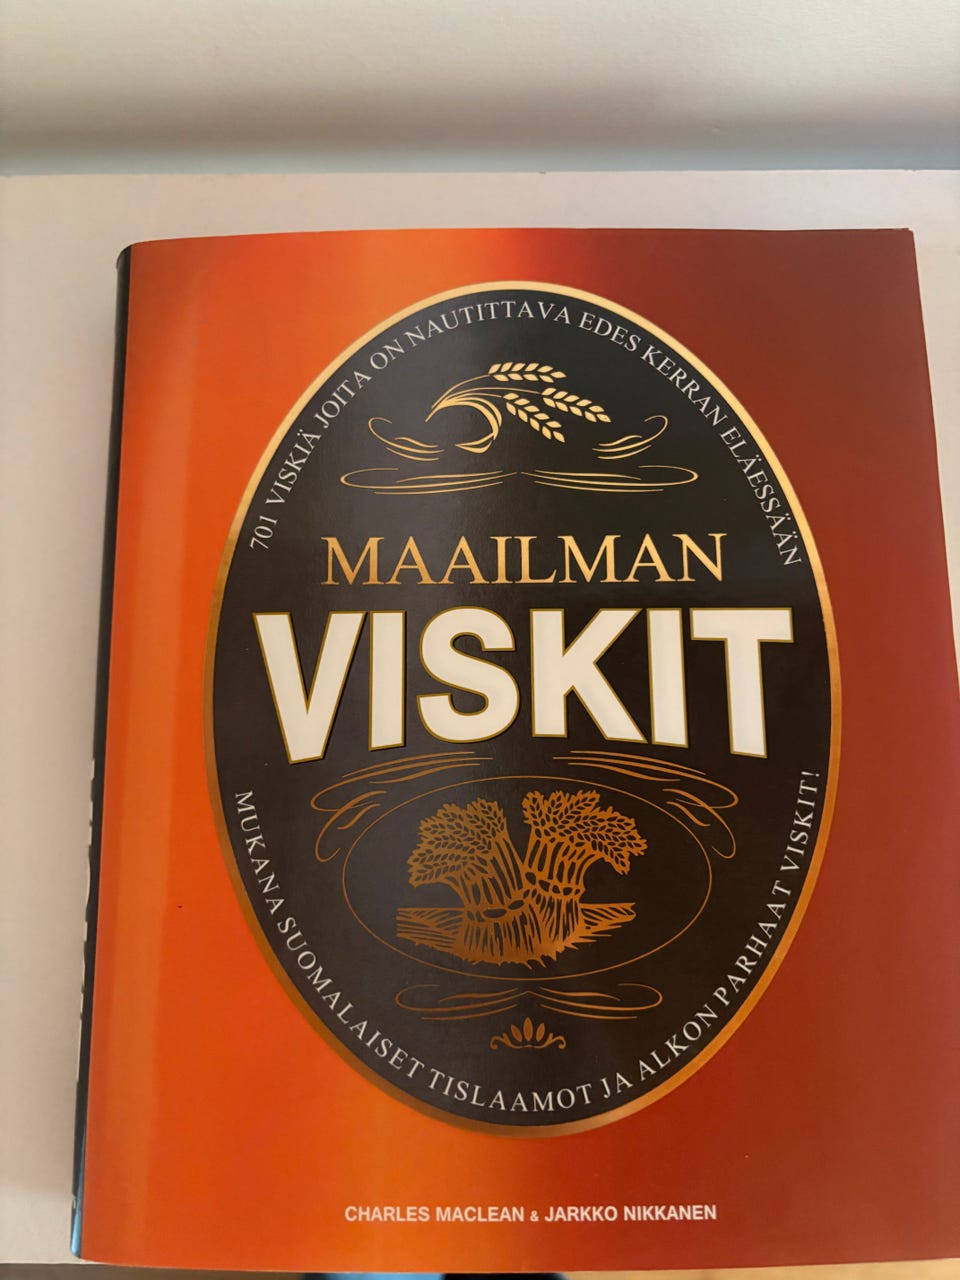 701 VISKIÄ JOITA ON NAUTITTAVA EDES KERRAN ELÄESSÄÄN
MAAILMAN
VISKIT
MUKANA SUOMALAISET TISLAAMOT JA ALKON PARHAAT VISKIT!
CHARLES MACLEAN & JARKKO NIKKANEN